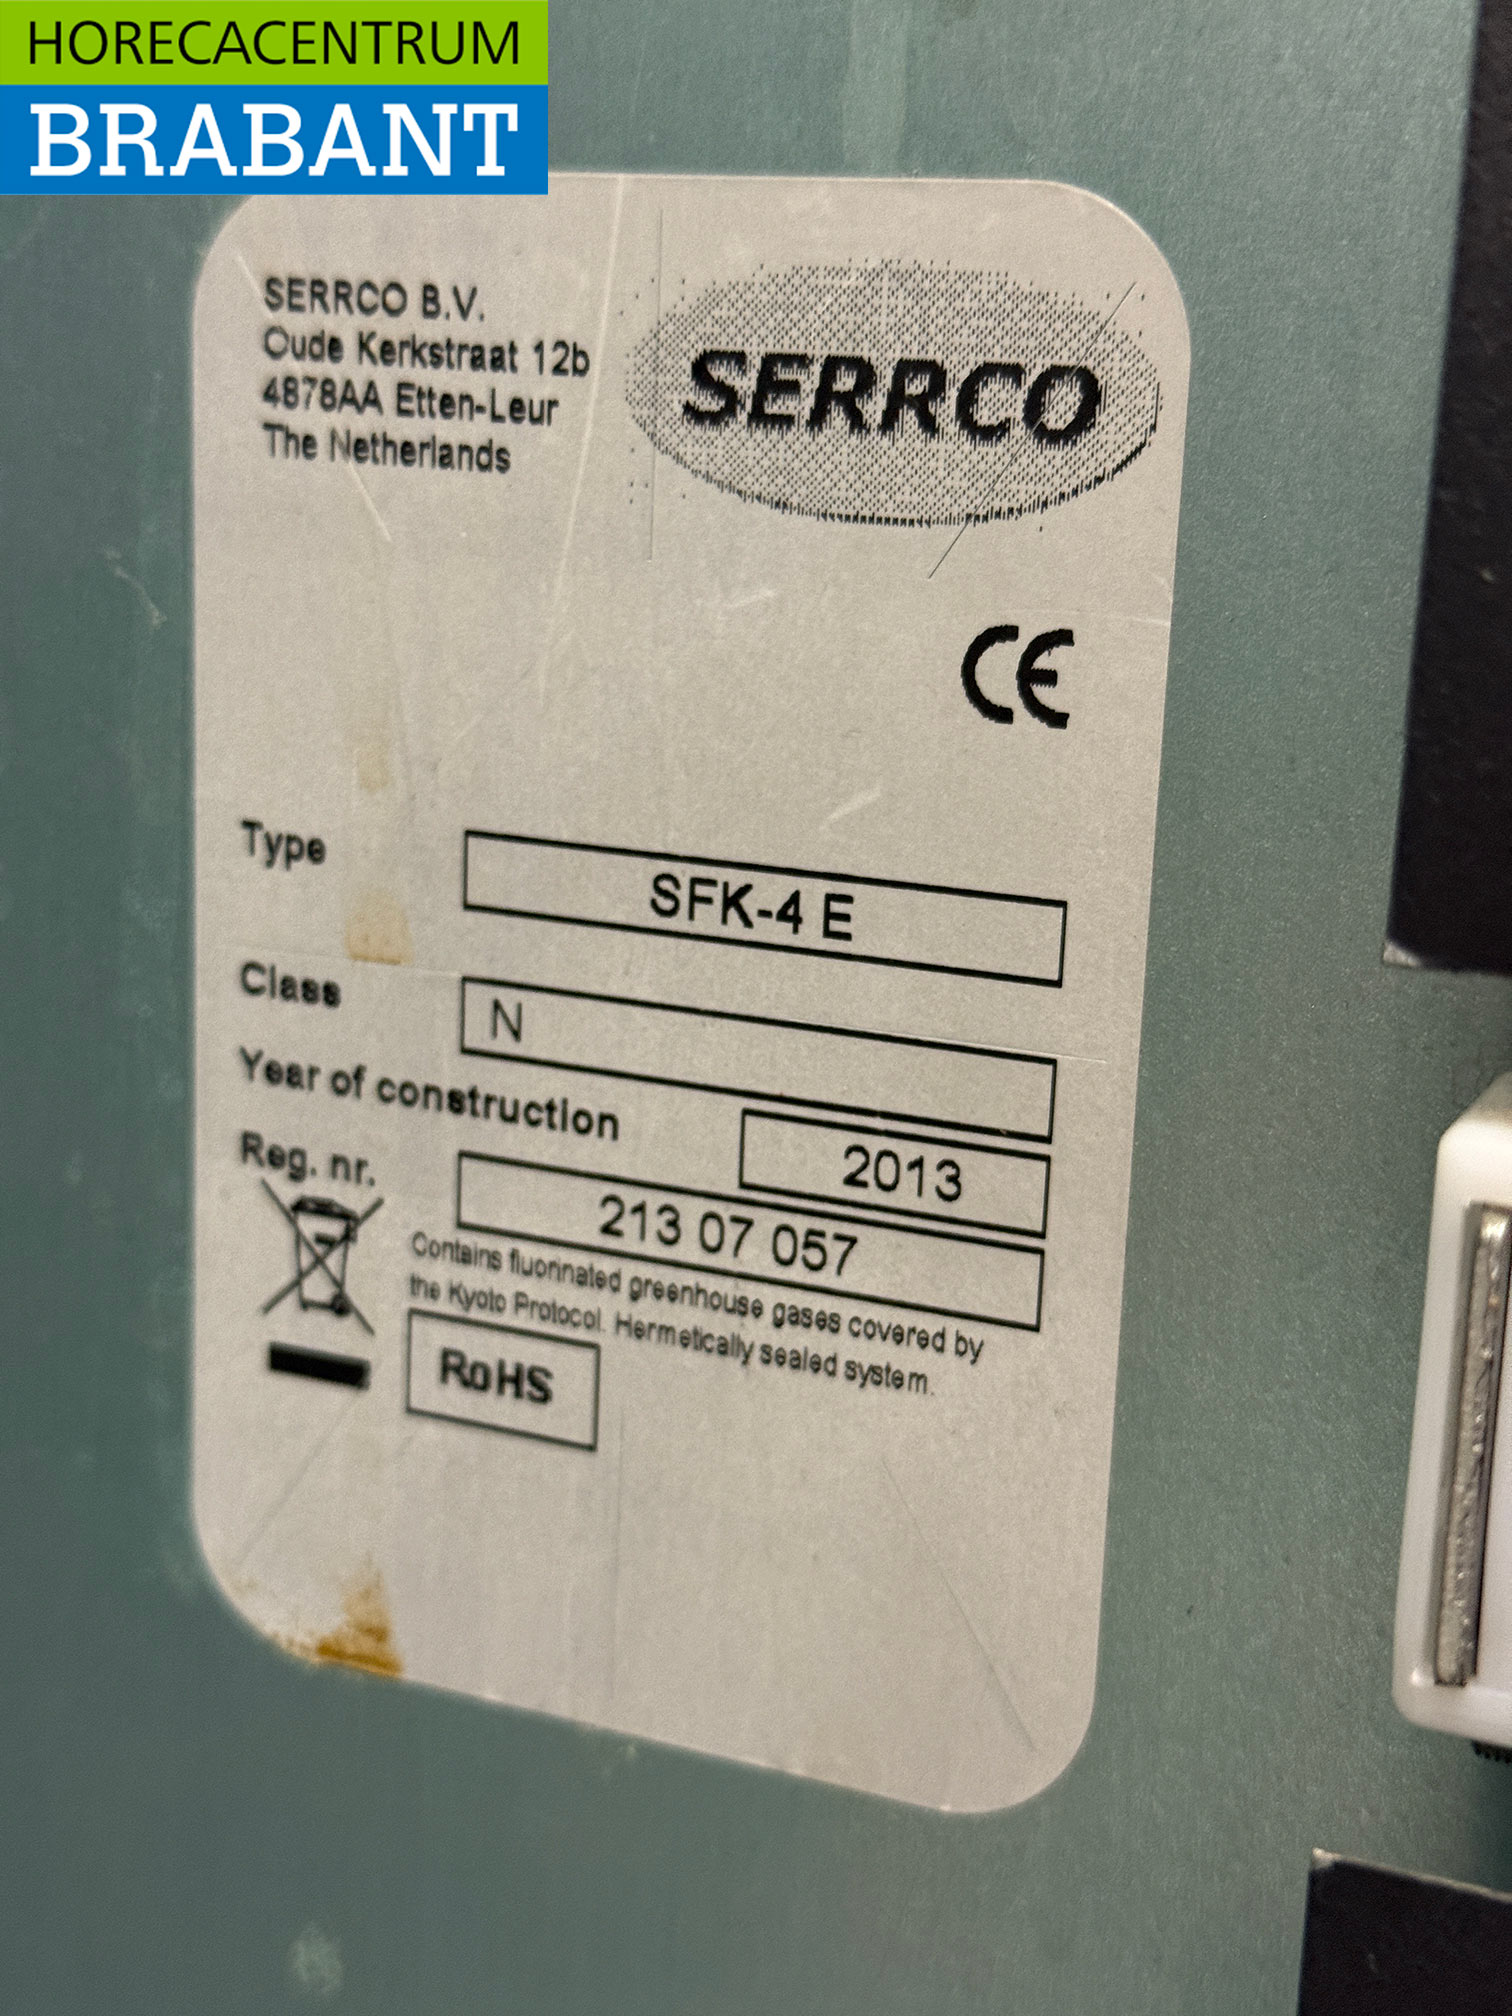 HORECACENTRUM
BRABANT
SERRCO B.V.
Oude Kerkstraat 12b
4878AA Etten-Leur
The Netherlands
SERRCO
CE
Type
SFK-4 E
Class
N
Year of construction
2013
Reg. nr.
213 07 057
Contains fluorinated greenhouse gases covered by
the Kyoto Protocol. Hermetically sealed system.
RoHS